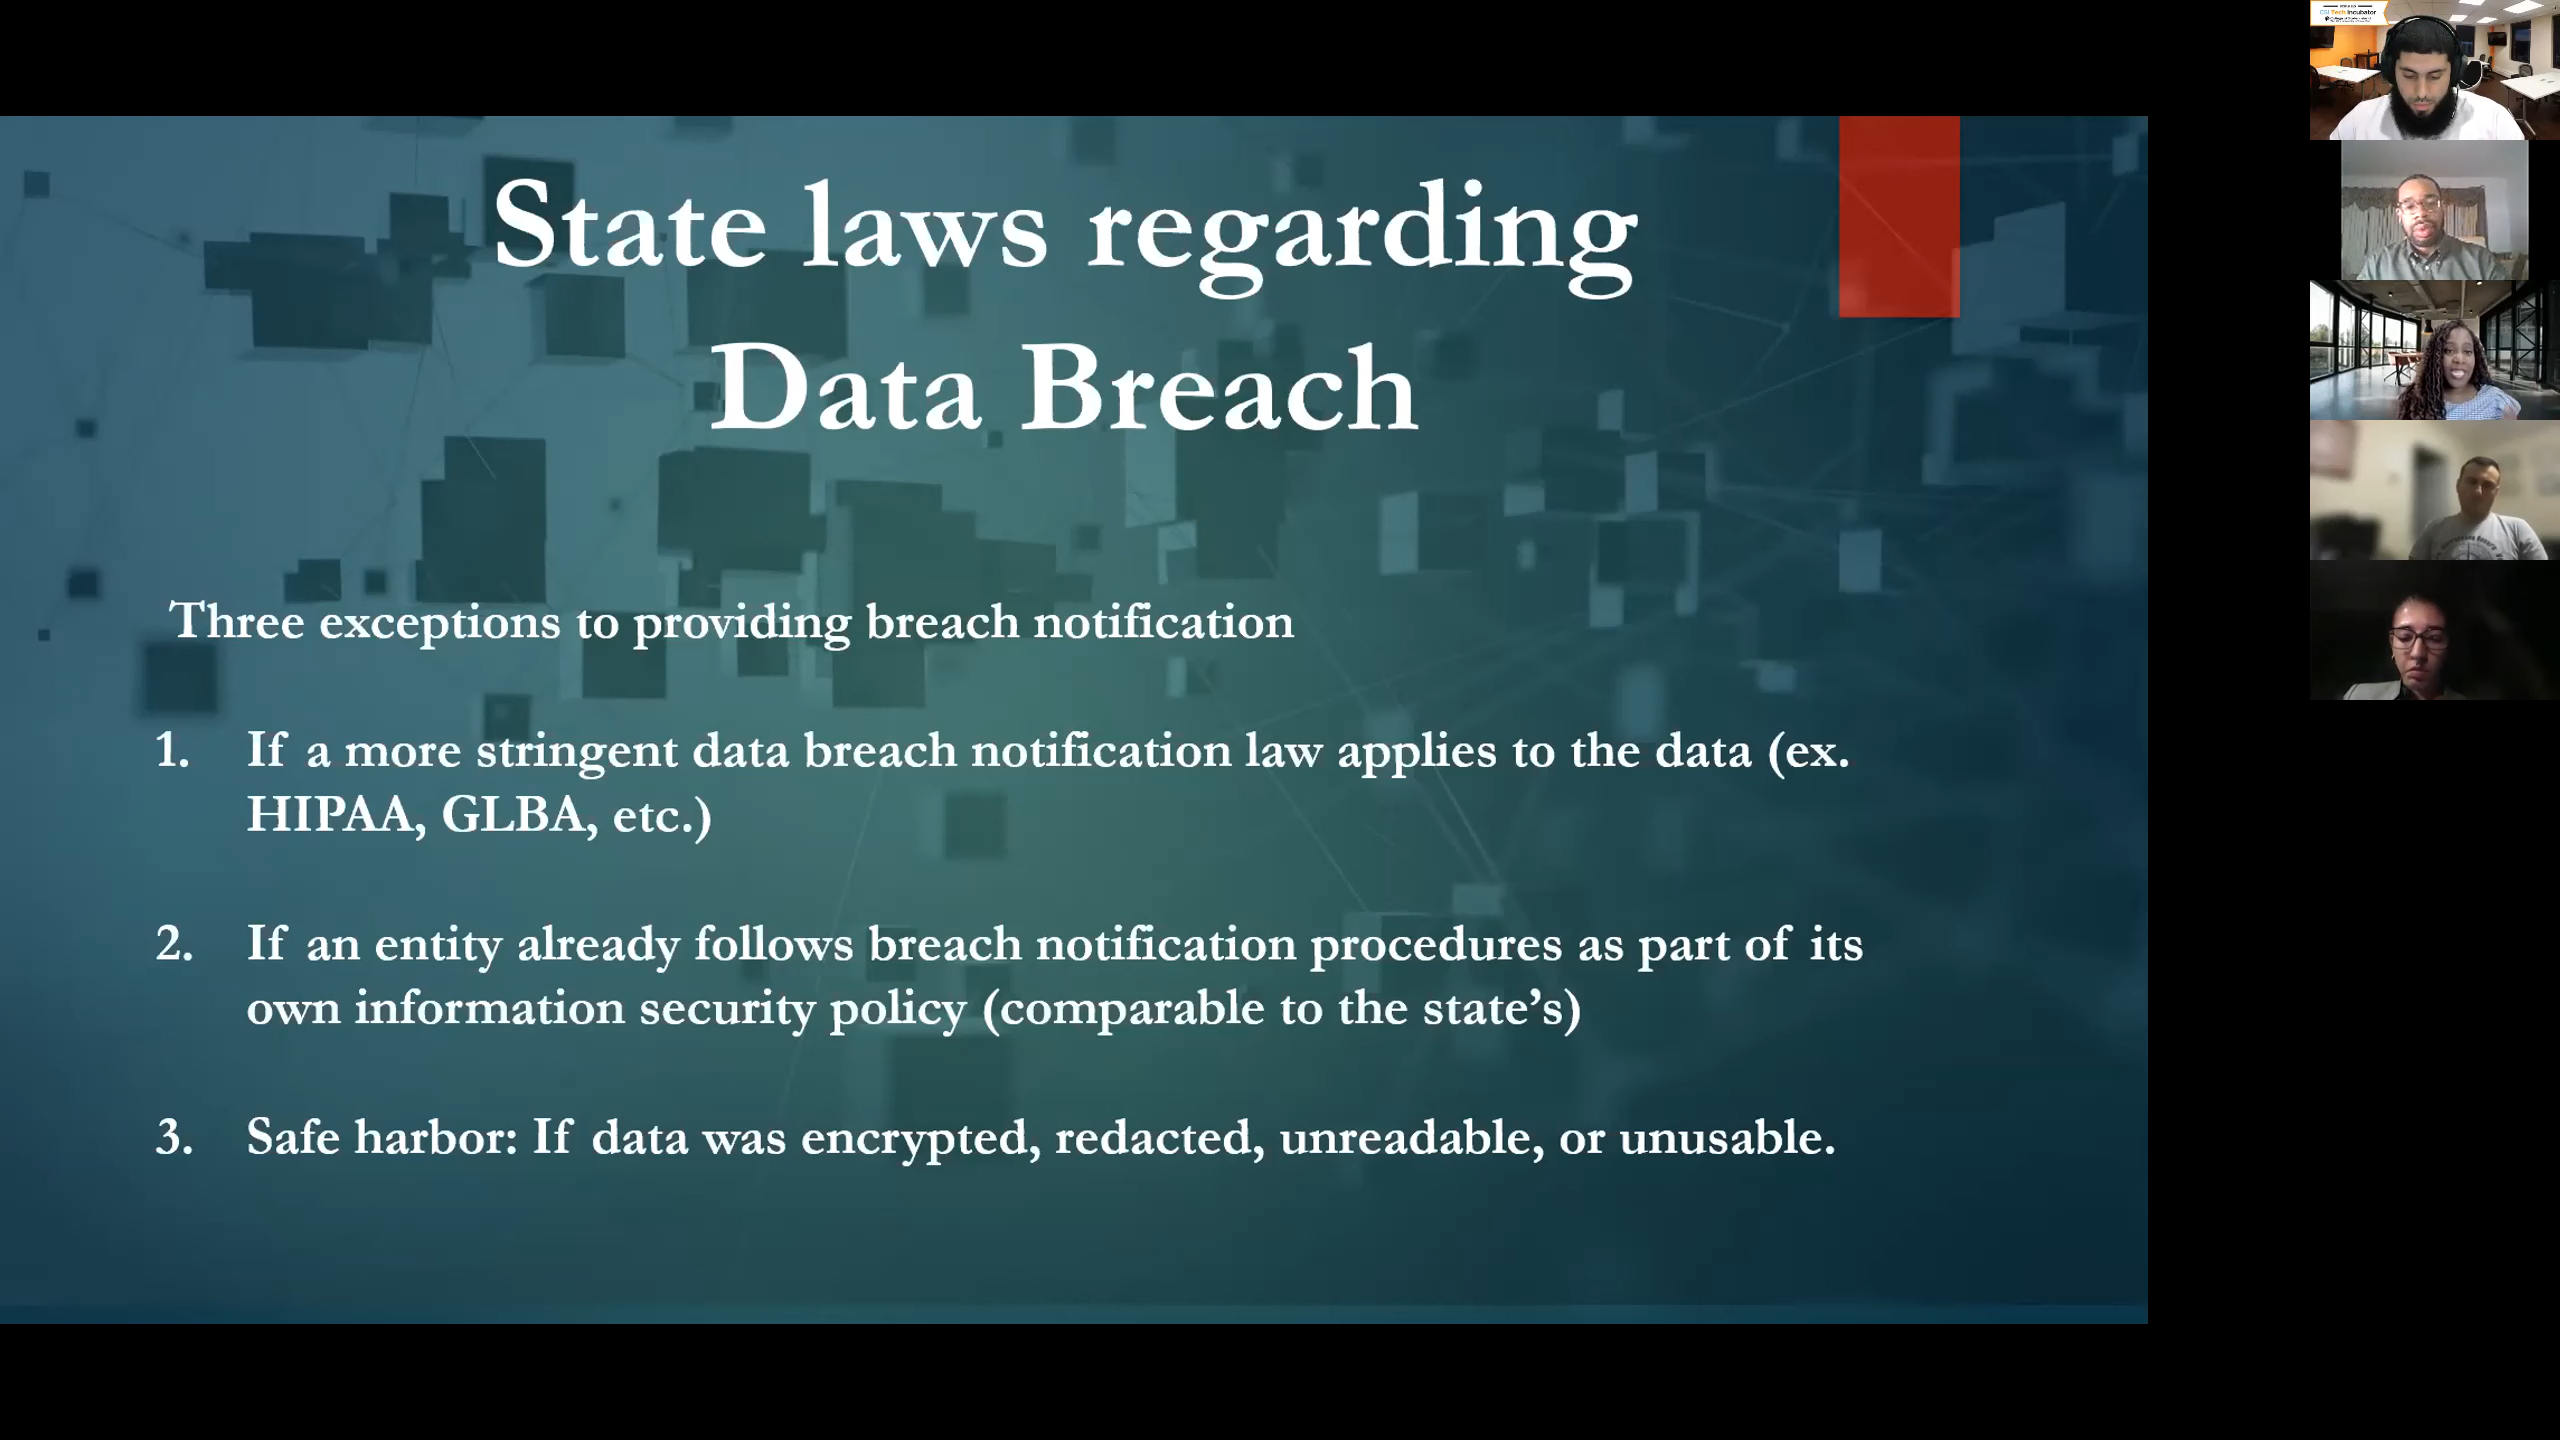 State laws regarding
Data Breach
Three exceptions to providing breach notification
1. If a more stringent data breach notification law applies to the data (ex.
HIPAA, GLBA, etc.)
2. If an entity already follows breach notification procedures as part of its
own information security policy (comparable to the state’s)
3. Safe harbor: If data was encrypted, redacted, unreadable, or unusable.
CSI Tech Incubator